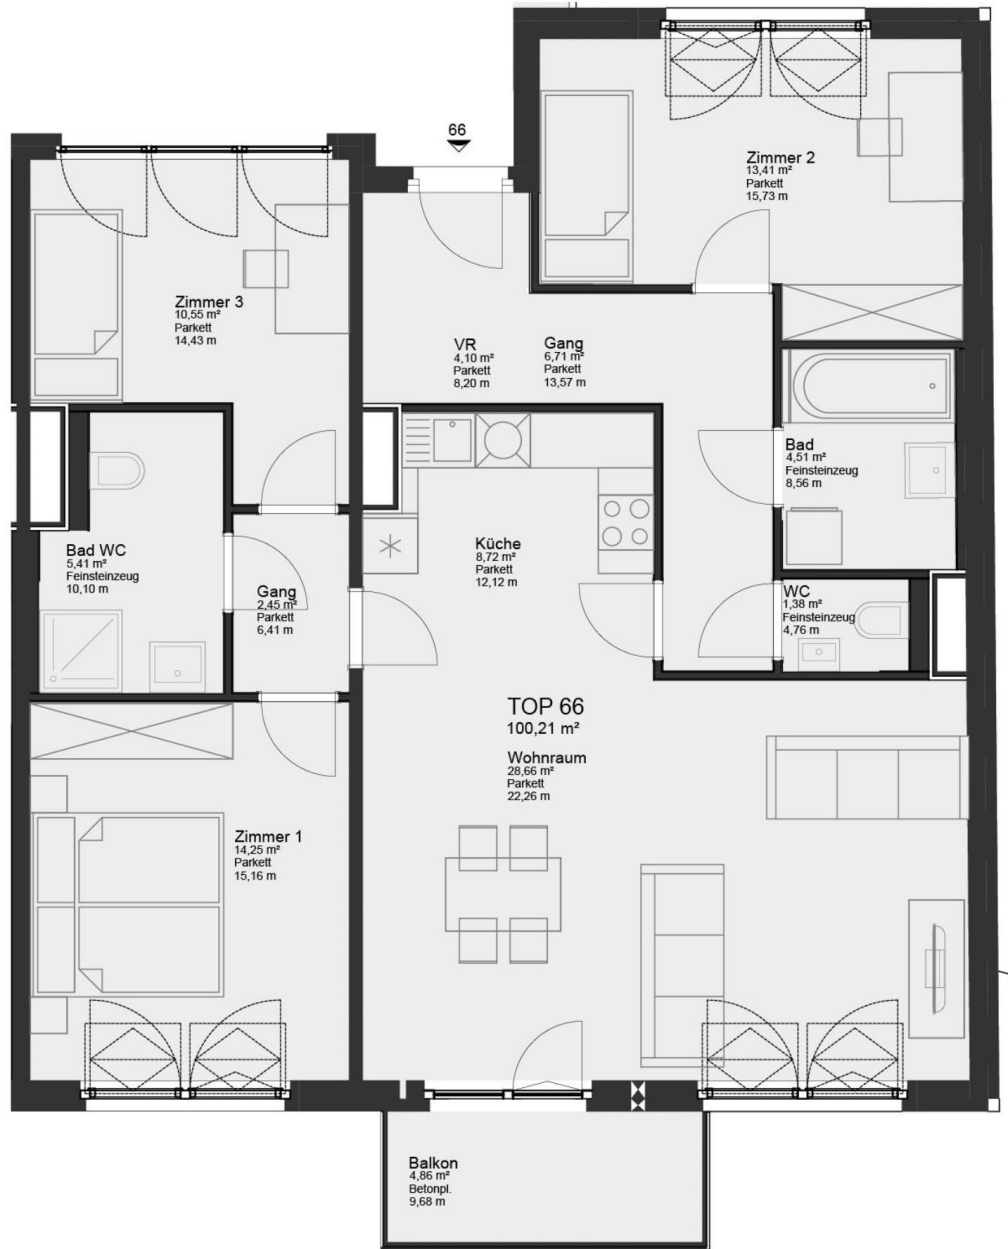 66
Zimmer 2
13,41 m²
Parkett
15,73 m
Zimmer 3
10,55 m²
Parkett
14,43 m
VR
4,10 m²
Parkett
8,20 m
Gang
6,71 m²
Parkett
13,57 m
Bad
4,51 m²
Feinsteinzeug
8,56 m
Bad WC
5,41 m²
Feinsteinzeug
10,10 m
Gang
2,45 m²
Parkett
6,41 m
Küche
8,72 m²
Parkett
12,12 m
WC
1,38 m²
Feinsteinzeug
4,76 m
TOP 66
100,21 m²
Wohnraum
28,66 m²
Parkett
22,26 m
Zimmer 1
14,25 m²
Parkett
15,16 m
Balkon
4,86 m²
Betonpl.
9,68 m